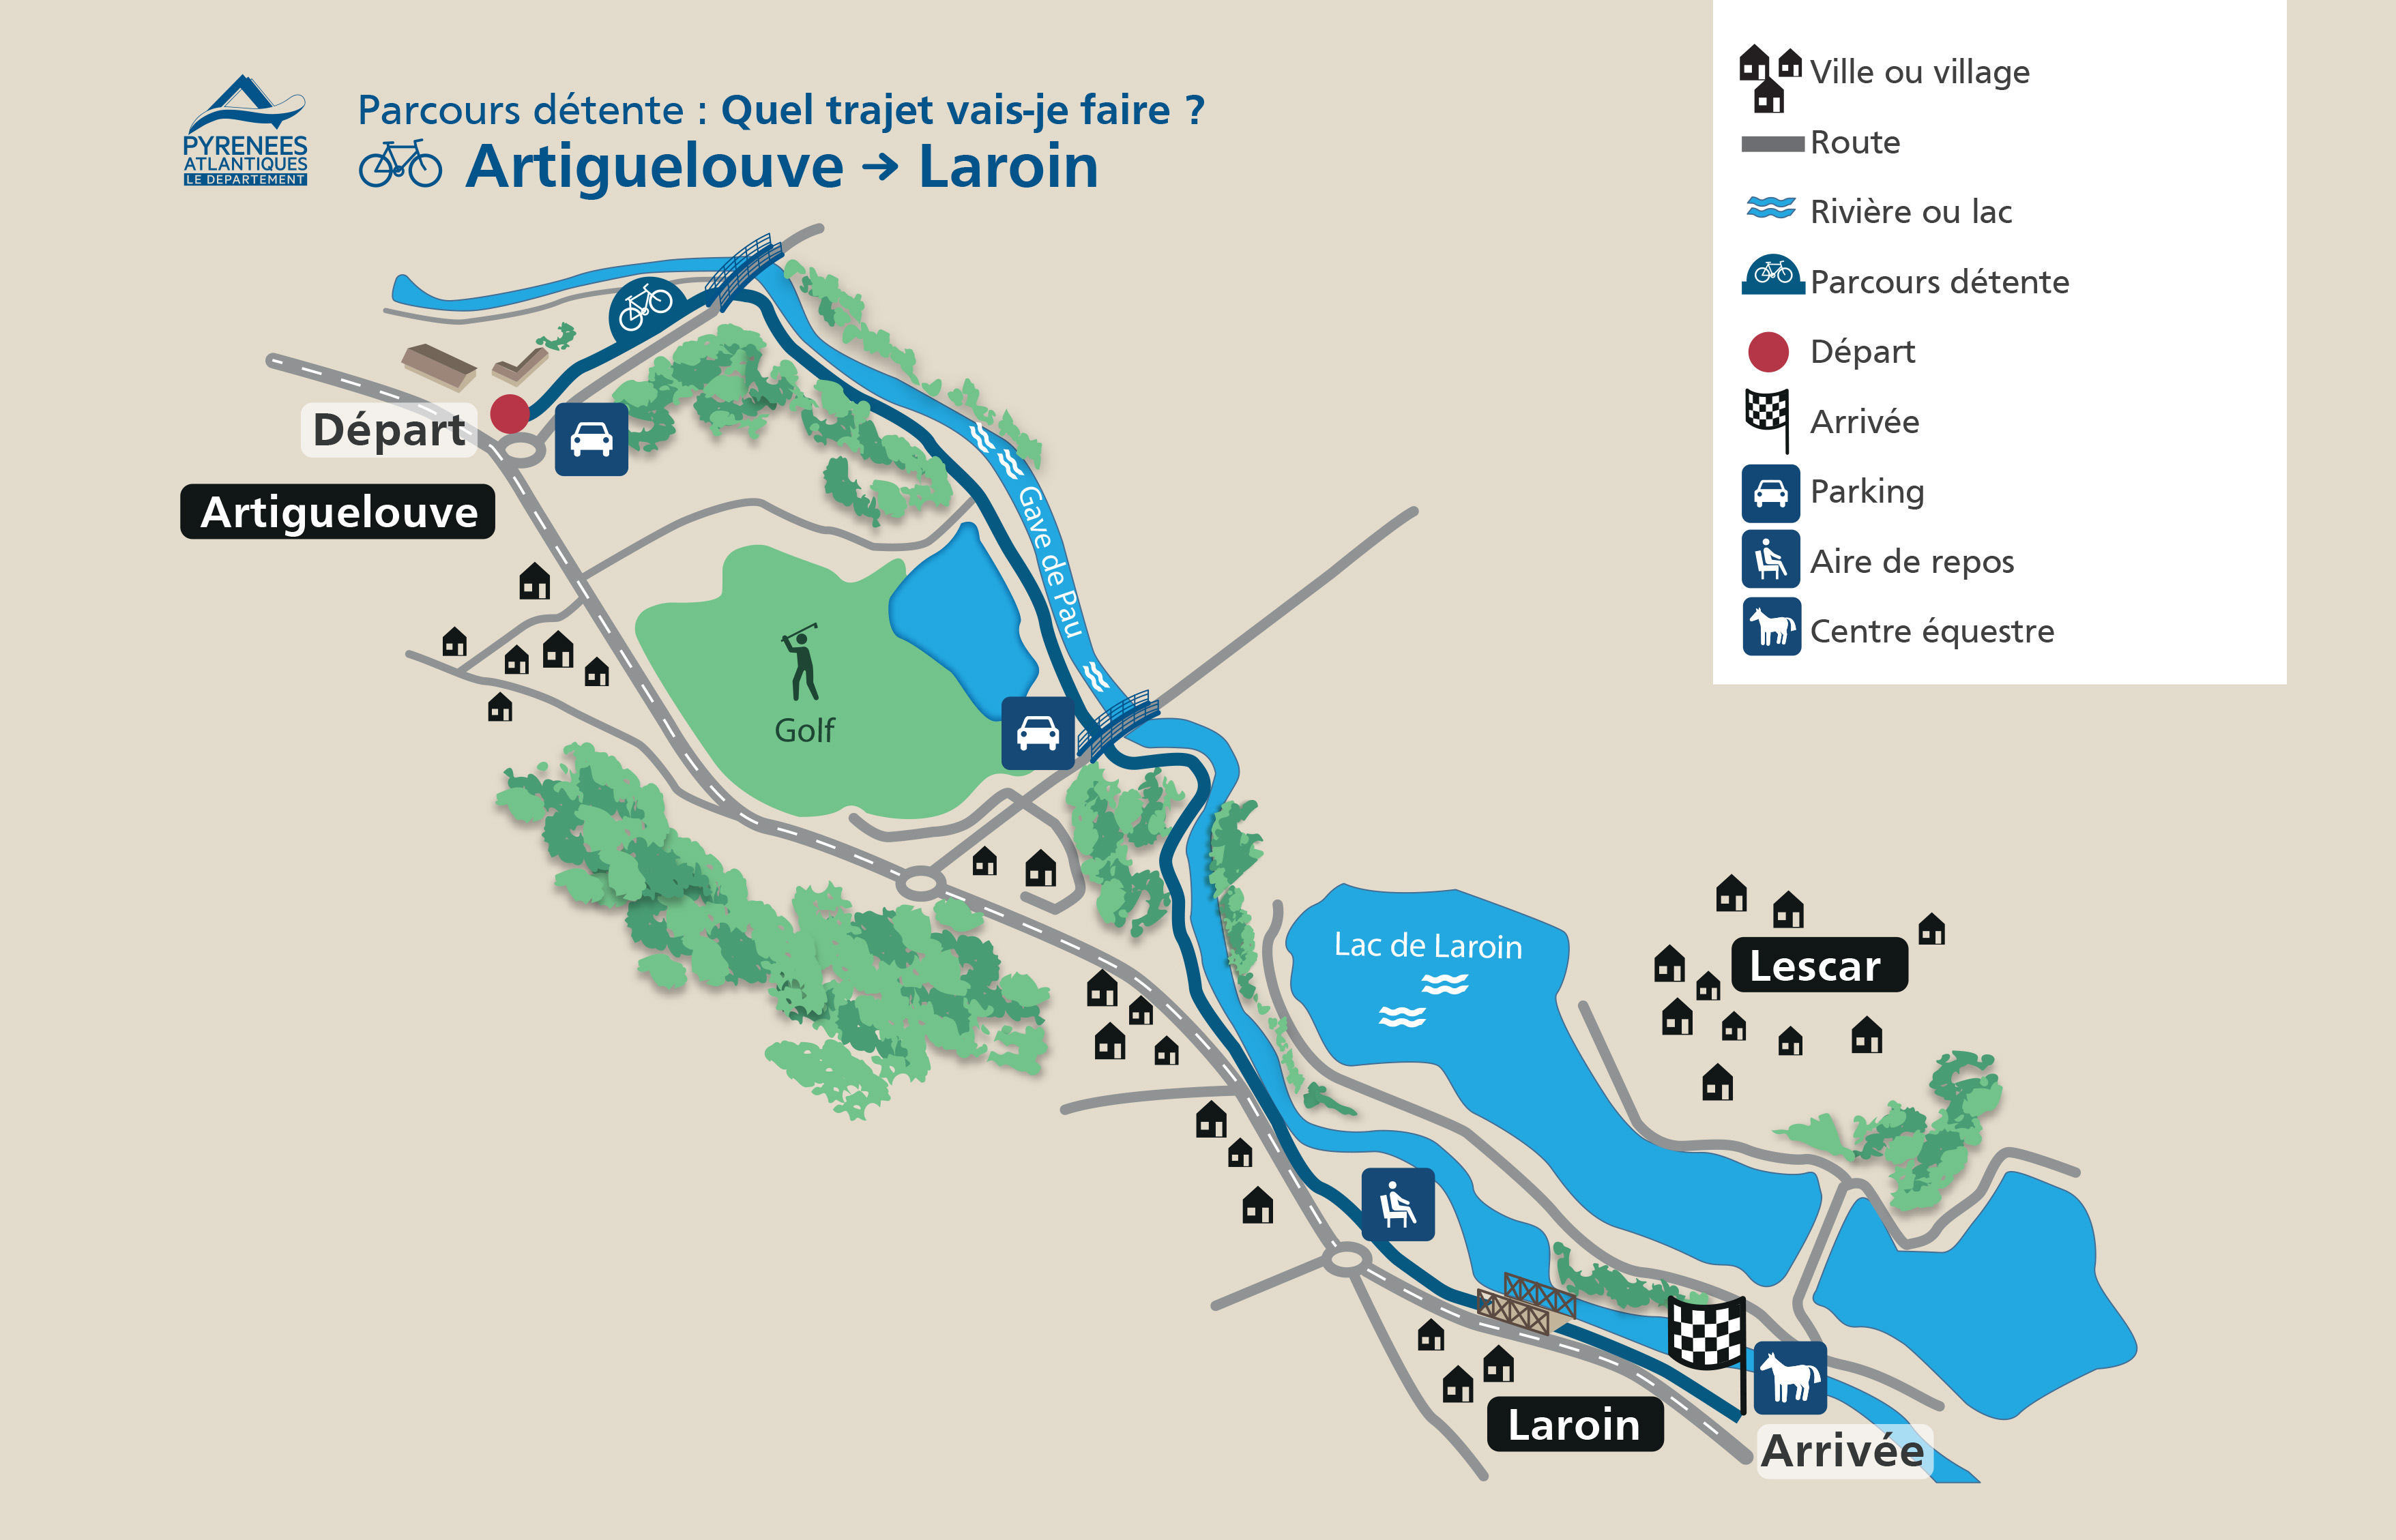 PYRENEES
ATLANTIQUES
LE DEPARTEMENT
Parcours détente : Quel trajet vais-je faire ?
Artiguelouve → Laroin
Ville ou village
Route
Rivière ou lac
Parcours détente
Départ
Arrivée
Parking
Aire de repos
Centre équestre
Départ
Artiguelouve
Gave de Pau
Golf
Lac de Laroin
Lescar
Laroin
Arrivée